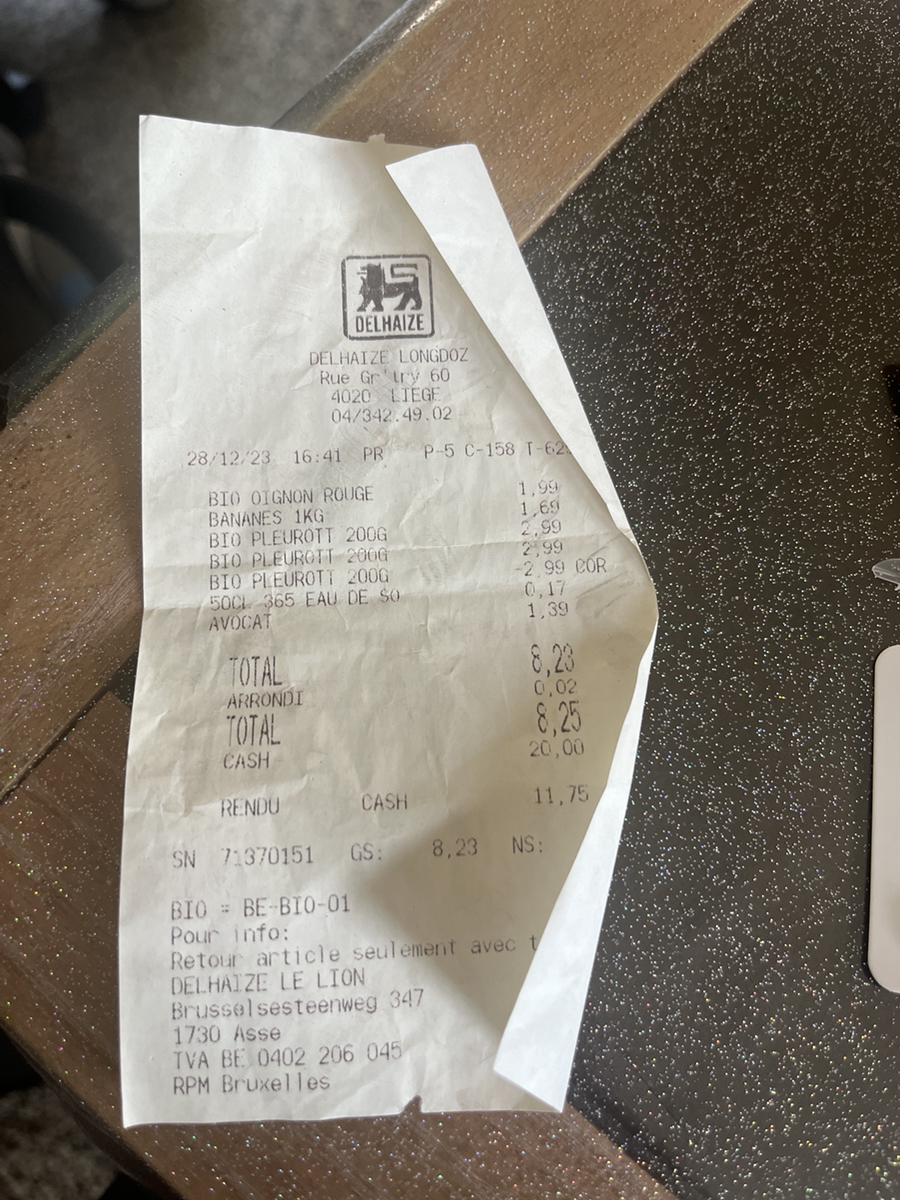 DELHAIZE
DELHAIZE LONGDOZ
Rue Gr'try 60
4020 LIEGE
04/342.49.02
28/12/23 16:41 PR P-5 C-158 T-62
BIO OIGNON ROUGE 1,99
BANANES 1KG 1,69
BIO PLEUROTT 200G 2,99
BIO PLEUROTT 200G 2,99
BIO PLEUROTT 200G -2,99 COR
50CL 365 EAU DE SO 0,17
AVOCAT 1,39
TOTAL 8,23
ARRONDI 0,02
TOTAL 8,25
CASH 20,00
RENDU CASH 11,75
SN 71370151 GS: 8,23 NS:
BIO = BE-BIO-01
Pour info:
Retour article seulement avec t
DELHAIZE LE LION
Brusselsesteenweg 347
1730 Asse
TVA BE 0402 206 045
RPM Bruxelles